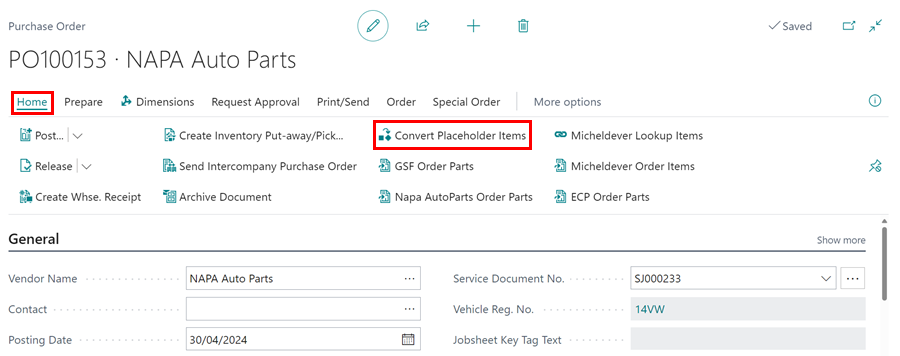 Purchase Order
Saved
PO100153 · NAPA Auto Parts
Home Prepare Dimensions Request Approval Print/Send Order Special Order More options
Post... Create Inventory Put-away/Pick... Convert Placeholder Items Micheldever Lookup Items
Release Send Intercompany Purchase Order GSF Order Parts Micheldever Order Items
Create Whse. Receipt Archive Document Napa AutoParts Order Parts ECP Order Parts
General Show more
Vendor Name NAPA Auto Parts Service Document No. SJ000233
Contact Vehicle Reg. No. 14VW
Posting Date 30/04/2024 Jobsheet Key Tag Text